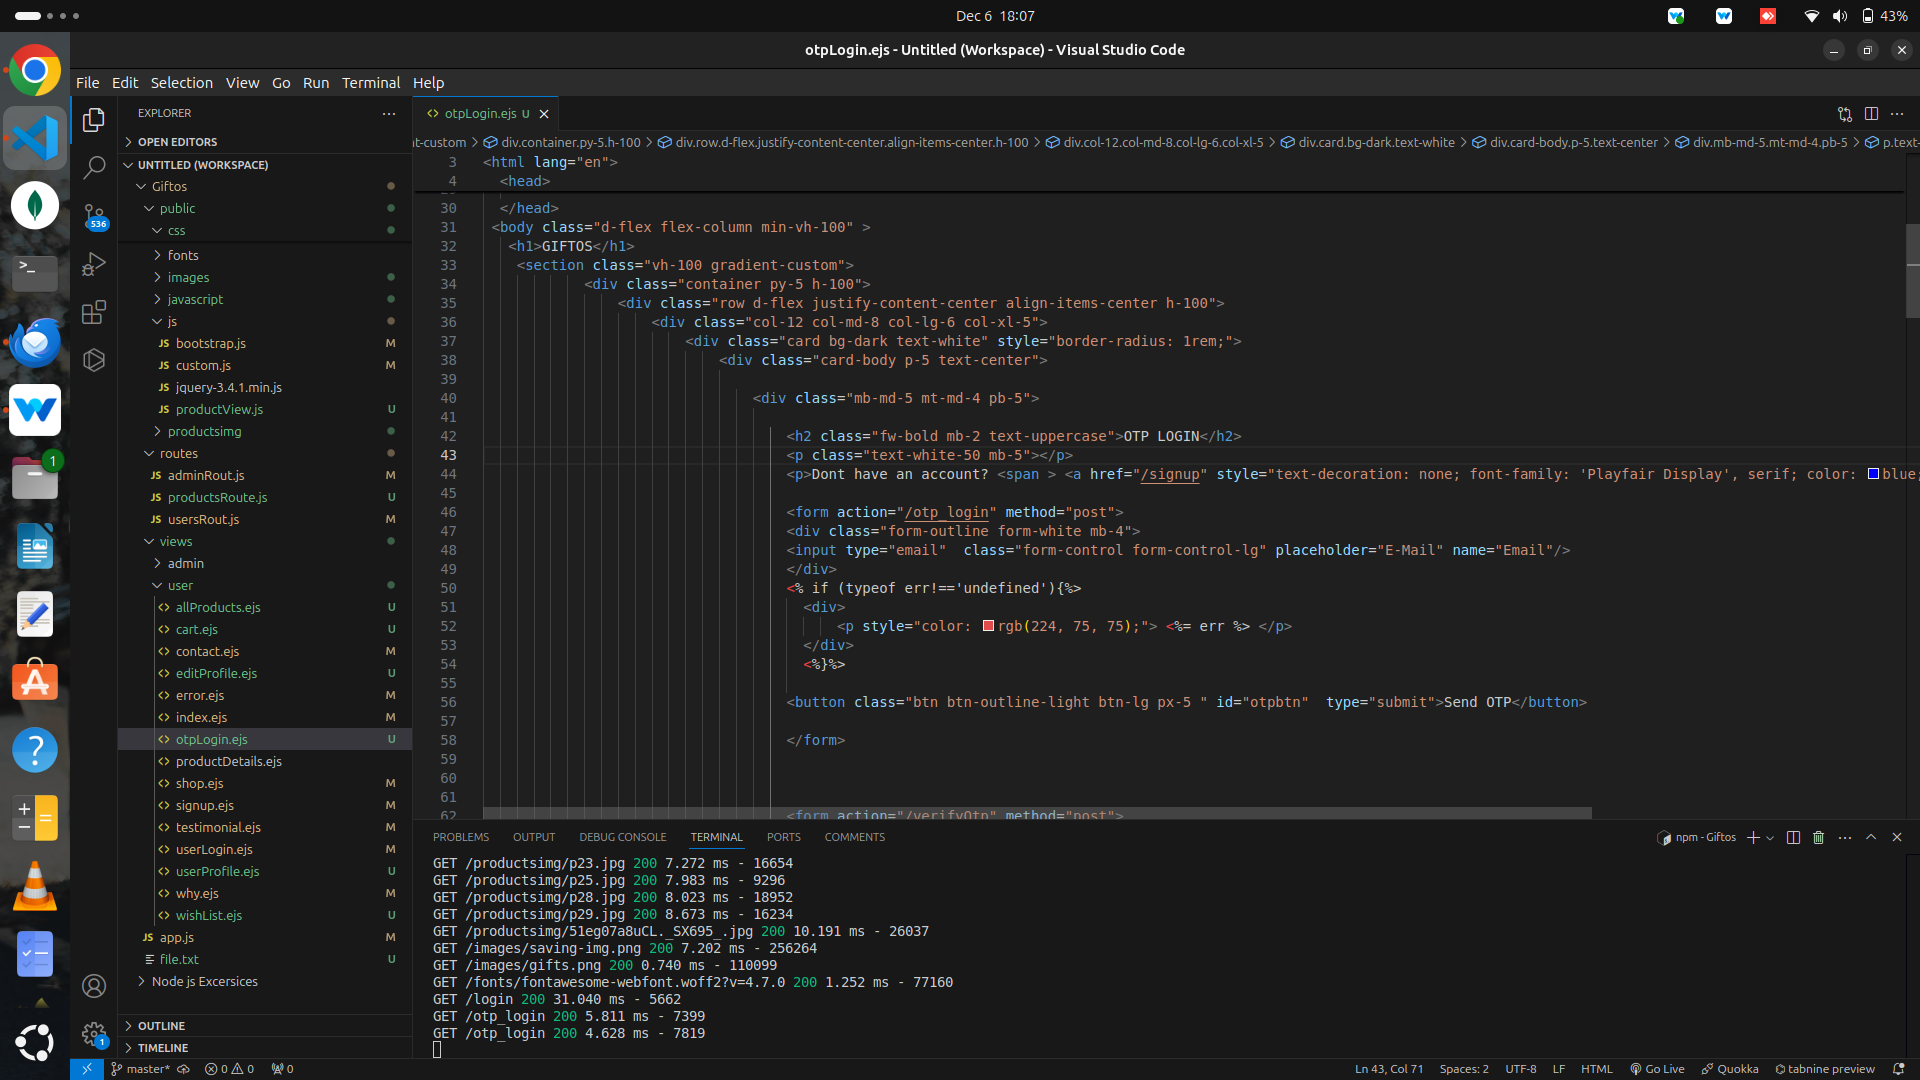 Dec 6 18:07
43%
otpLogin.ejs - Untitled (Workspace) - Visual Studio Code
File Edit Selection View Go Run Terminal Help
EXPLORER
OPEN EDITORS
UNTITLED (WORKSPACE)
Giftos
public
css
fonts
images
javascript
js
JS bootstrap.js M
JS custom.js M
JS jquery-3.4.1.min.js
JS productView.js U
productsimg
routes
JS adminRout.js M
JS productsRoute.js U
JS usersRout.js M
views
admin
user
<> allProducts.ejs U
<> cart.ejs U
<> contact.ejs M
<> editProfile.ejs U
<> error.ejs M
<> index.ejs M
<> otpLogin.ejs U
<> productDetails.ejs
<> shop.ejs M
<> signup.ejs M
<> testimonial.ejs M
<> userLogin.ejs M
<> userProfile.ejs U
<> why.ejs M
<> wishList.ejs U
JS app.js M
file.txt U
Node js Excersices
OUTLINE
TIMELINE
536
1
1
<> otpLogin.ejs U
nt-custom > div.container.py-5.h-100 > div.row.d-flex.justify-content-center.align-items-center.h-100 > div.col-12.col-md-8.col-lg-6.col-xl-5 > div.card.bg-dark.text-white > div.card-body.p-5.text-center > div.mb-md-5.mt-md-4.pb-5 > p.text-
3 <html lang="en">
4 <head>
30 </head>
31 <body class="d-flex flex-column min-vh-100" >
32 <h1>GIFTOS</h1>
33 <section class="vh-100 gradient-custom">
34 <div class="container py-5 h-100">
35 <div class="row d-flex justify-content-center align-items-center h-100">
36 <div class="col-12 col-md-8 col-lg-6 col-xl-5">
37 <div class="card bg-dark text-white" style="border-radius: 1rem;">
38 <div class="card-body p-5 text-center">
39
40 <div class="mb-md-5 mt-md-4 pb-5">
41
42 <h2 class="fw-bold mb-2 text-uppercase">OTP LOGIN</h2>
43 <p class="text-white-50 mb-5"></p>
44 <p>Dont have an account? <span > <a href="/signup" style="text-decoration: none; font-family: 'Playfair Display', serif; color: blue;
45
46 <form action="/otp_login" method="post">
47 <div class="form-outline form-white mb-4">
48 <input type="email"  class="form-control form-control-lg" placeholder="E-Mail" name="Email"/>
49 </div>
50 <% if (typeof err!=='undefined'){%>
51 <div>
52 <p style="color: rgb(224, 75, 75);"> <%= err %> </p>
53 </div>
54 <%}%>
55
56 <button class="btn btn-outline-light btn-lg px-5 " id="otpbtn"  type="submit">Send OTP</button>
57
58 </form>
59
60
61
62 <form action="/verifyOtp" method="post">
PROBLEMS OUTPUT DEBUG CONSOLE TERMINAL PORTS COMMENTS
npm - Giftos
GET /productsimg/p23.jpg 200 7.272 ms - 16654
GET /productsimg/p25.jpg 200 7.983 ms - 9296
GET /productsimg/p28.jpg 200 8.023 ms - 18952
GET /productsimg/p29.jpg 200 8.673 ms - 16234
GET /productsimg/51eg07a8uCL._SX695_.jpg 200 10.191 ms - 26037
GET /images/saving-img.png 200 7.202 ms - 256264
GET /images/gifts.png 200 0.740 ms - 110099
GET /fonts/fontawesome-webfont.woff2?v=4.7.0 200 1.252 ms - 77160
GET /login 200 31.040 ms - 5662
GET /otp_login 200 5.811 ms - 7399
GET /otp_login 200 4.628 ms - 7819
master* 0 0 0
Ln 43, Col 71 Spaces: 2 UTF-8 LF HTML Go Live Quokka tabnine preview